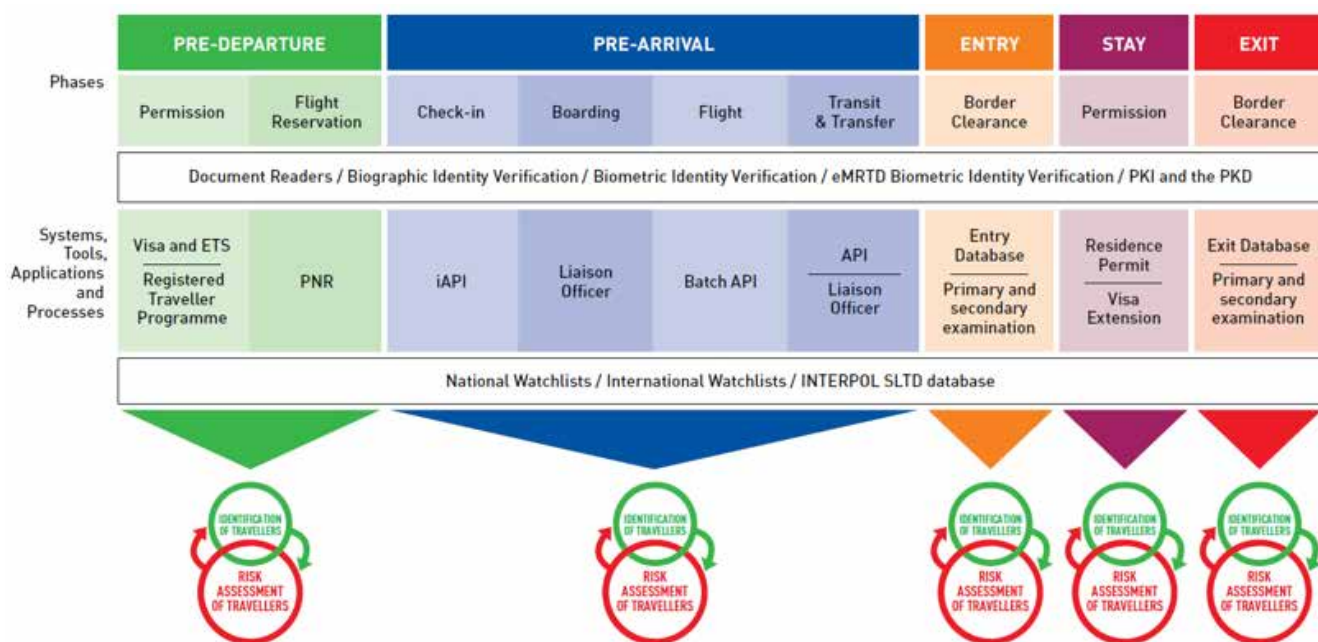 PRE-DEPARTURE
PRE-ARRIVAL
ENTRY
STAY
EXIT
Phases
Permission
Flight
Reservation
Check-in
Boarding
Flight
Transit
& Transfer
Border
Clearance
Permission
Border
Clearance
Document Readers / Biographic Identity Verification / Biometric Identity Verification / eMRTD Biometric Identity Verification / PKI and the PKD
Systems,
Tools,
Applications
and
Processes
Visa and ETS
Registered
Traveller
Programme
PNR
iAPI
Liaison
Officer
Batch API
API
Liaison
Officer
Entry
Database
Primary and
secondary
examination
Residence
Permit
Visa
Extension
Exit Database
Primary and
secondary
examination
National Watchlists / International Watchlists / INTERPOL SLTD database
IDENTIFICATION
OF TRAVELLERS
RISK
ASSESSMENT
OF TRAVELLERS
IDENTIFICATION
OF TRAVELLERS
RISK
ASSESSMENT
OF TRAVELLERS
IDENTIFICATION
OF TRAVELLERS
RISK
ASSESSMENT
OF TRAVELLERS
IDENTIFICATION
OF TRAVELLERS
RISK
ASSESSMENT
OF TRAVELLERS
IDENTIFICATION
OF TRAVELLERS
RISK
ASSESSMENT
OF TRAVELLERS